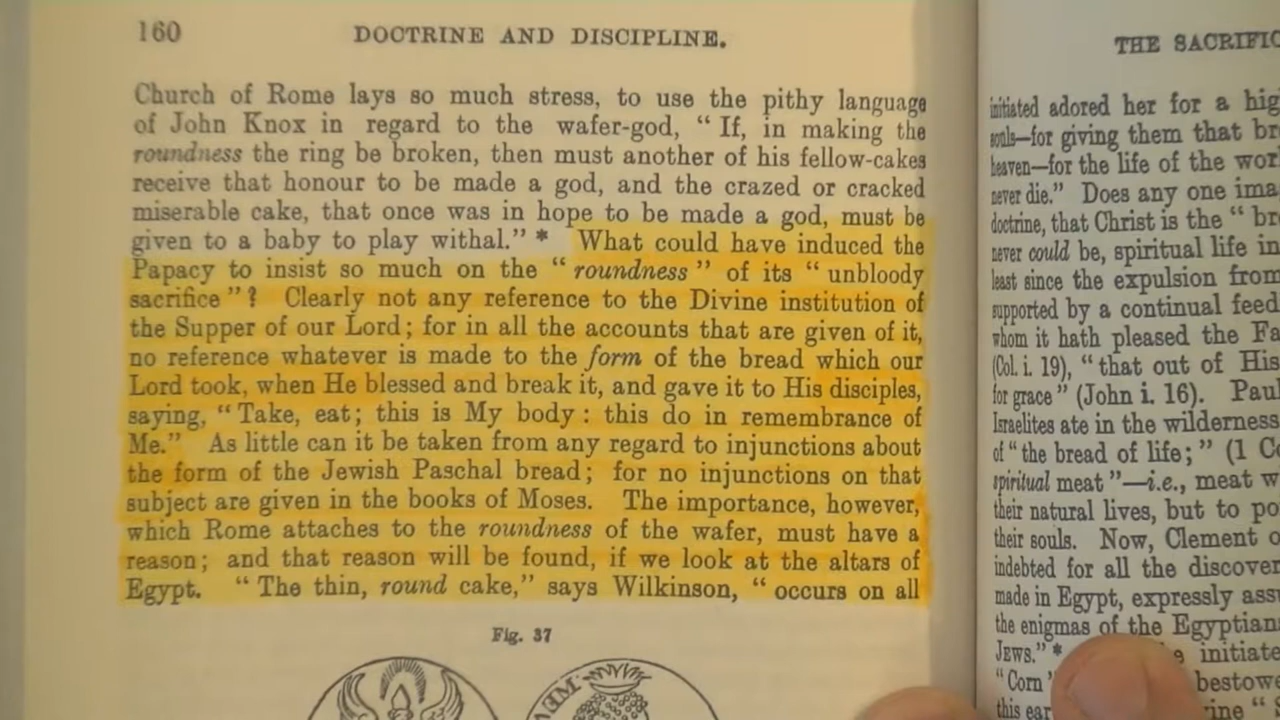 160
DOCTRINE AND DISCIPLINE.
Church of Rome lays so much stress, to use the pithy language
of John Knox in regard to the wafer-god, “ If, in making the
roundness the ring be broken, then must another of his fellow-cakes
receive that honour to be made a god, and the crazed or cracked
miserable cake, that once was in hope to be made a god, must be
given to a baby to play withal.” * What could have induced the
Papacy to insist so much on the “ roundness ” of its “ unbloody
sacrifice ”? Clearly not any reference to the Divine institution of
the Supper of our Lord; for in all the accounts that are given of it,
no reference whatever is made to the form of the bread which our
Lord took, when He blessed and break it, and gave it to His disciples,
saying, “ Take, eat; this is My body : this do in remembrance of
Me.” As little can it be taken from any regard to injunctions about
the form of the Jewish Paschal bread; for no injunctions on that
subject are given in the books of Moses. The importance, however,
which Rome attaches to the roundness of the wafer, must have a
reason; and that reason will be found, if we look at the altars of
Egypt. “ The thin, round cake,” says Wilkinson, “ occurs on all
Fig. 37
THE SACRIFIC
initiated adored her for a hig
souls—for giving them that br
heaven—for the life of the wor
never die.” Does any one ima
doctrine, that Christ is the “ br
never could be, spiritual life in
least since the expulsion from
supported by a continual feed
whom it hath pleased the Fa
(Col. i. 19), “ that out of His
for grace” (John i. 16). Paul
Israelites ate in the wilderness
of “ the bread of life; ” (1 Co
spiritual meat ”—i.e., meat w
their natural lives, but to po
their souls. Now, Clement o
indebted for all the discover
made in Egypt, expressly assu
the enigmas of the Egyptian
JEWS.” * initiate
“ Corn bestowe
this ear